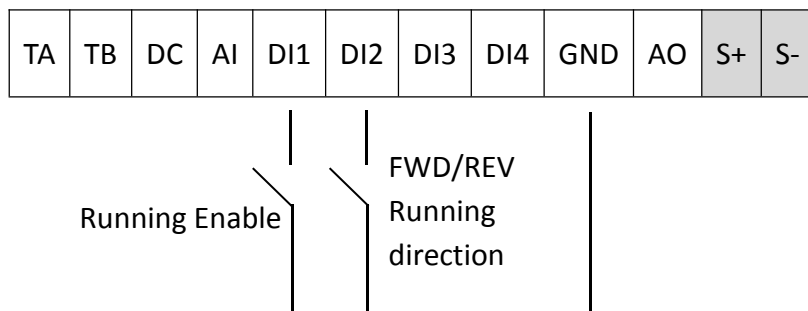 TA TB DC AI DI1 DI2 DI3 DI4 GND AO S+ S-
FWD/REV
Running Enable Running
direction